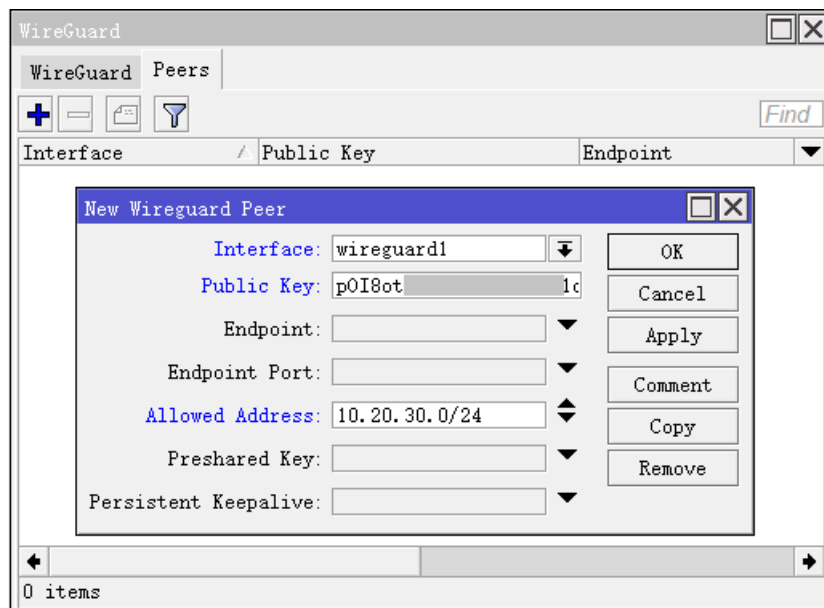 WireGuard
WireGuard Peers
Find
Interface Public Key Endpoint
New Wireguard Peer
Interface: wireguard1 OK
Public Key: pOI8ot Cancel
Endpoint: Apply
Endpoint Port:
Comment
Allowed Address: 10.20.30.0/24
Copy
Preshared Key:
Remove
Persistent Keepalive:
0 items